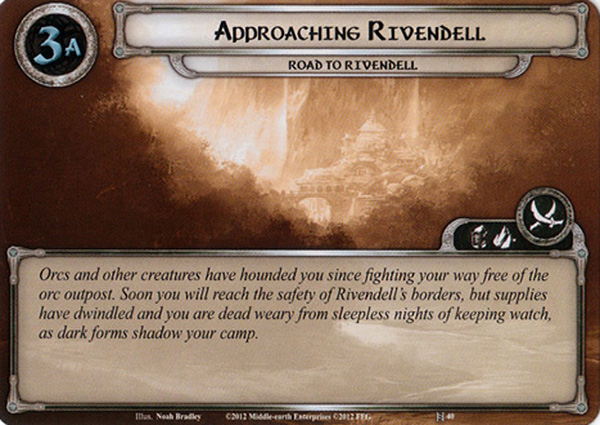 3A
APPROACHING RIVENDELL
ROAD TO RIVENDELL
Orcs and other creatures have hounded you since fighting your way free of the
orc outpost. Soon you will reach the safety of Rivendell's borders, but supplies
have dwindled and you are dead weary from sleepless nights of keeping watch,
as dark forms shadow your camp.
Illus. Noah Bradley ©2012 Middle-earth Enterprises ©2012 FFG 40